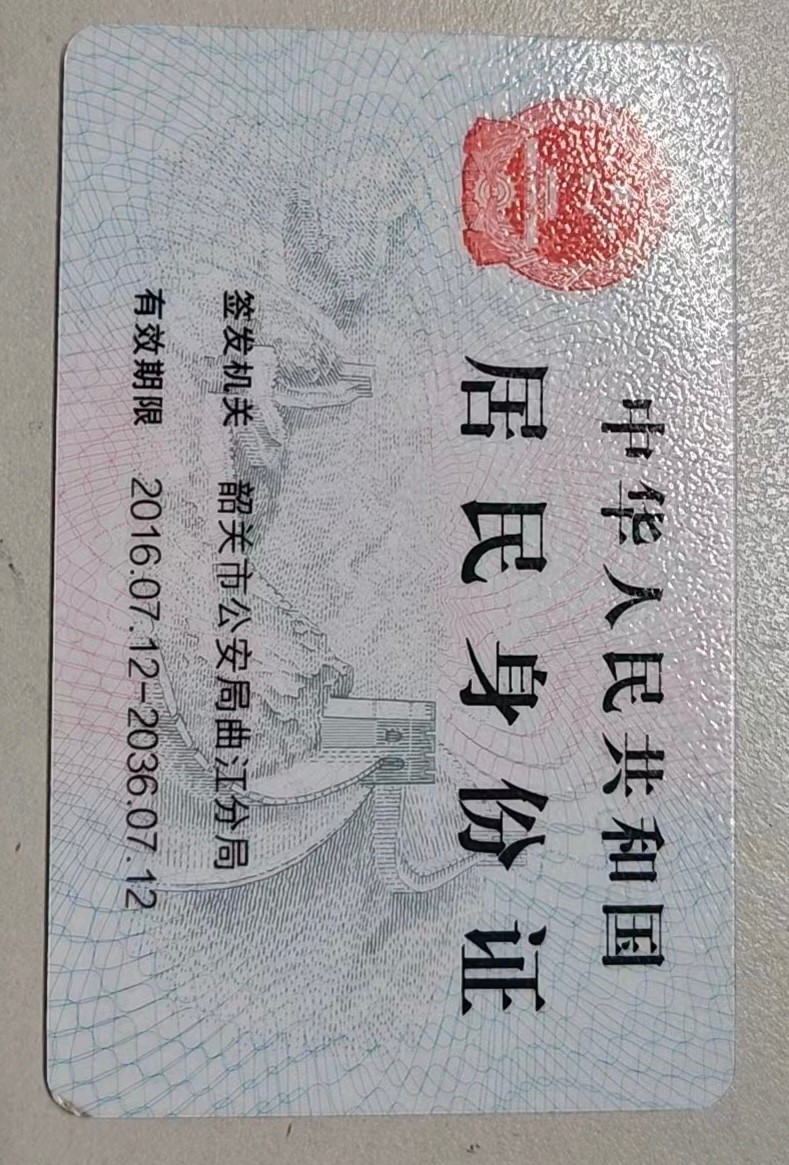 中华人民共和国
居民身份证
签发机关 韶关市公安局曲江分局
有效期限 2016.07.12-2036.07.12